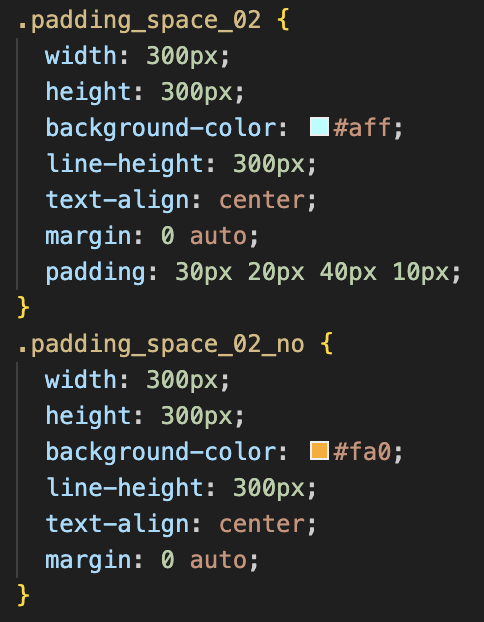 .padding_space_02 {
width: 300px;
height: 300px;
background-color: #aff;
line-height: 300px;
text-align: center;
margin: 0 auto;
padding: 30px 20px 40px 10px;
}
.padding_space_02_no {
width: 300px;
height: 300px;
background-color: #fa0;
line-height: 300px;
text-align: center;
margin: 0 auto;
}